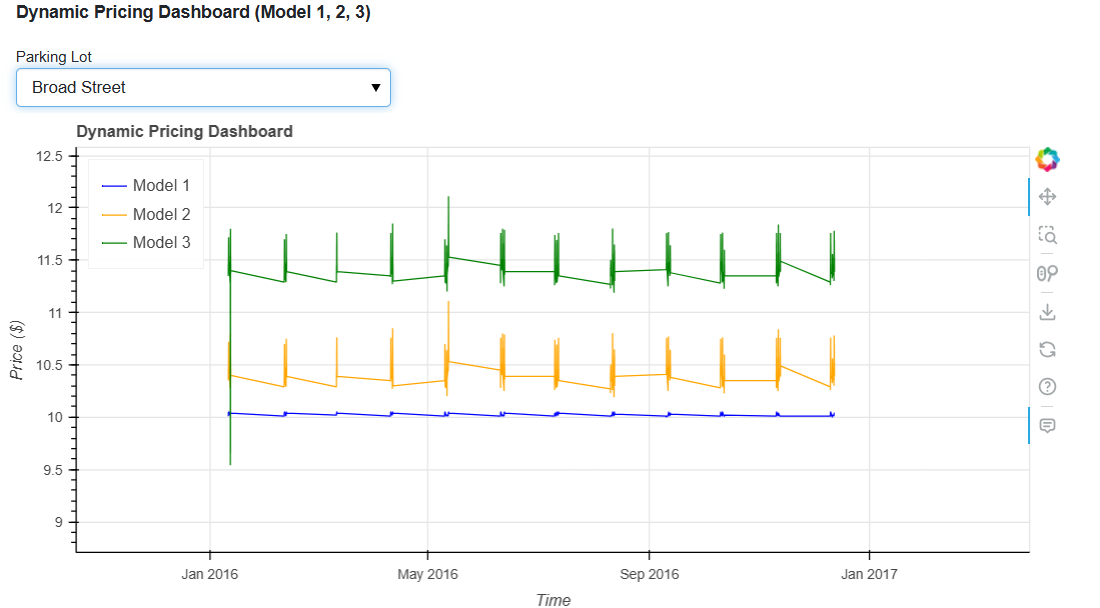 Dynamic Pricing Dashboard (Model 1, 2, 3)
Parking Lot
Broad Street
Dynamic Pricing Dashboard
Model 1
Model 2
Model 3
12.5
12
11.5
11
10.5
10
9.5
9
Price ($)
Jan 2016
May 2016
Sep 2016
Jan 2017
Time